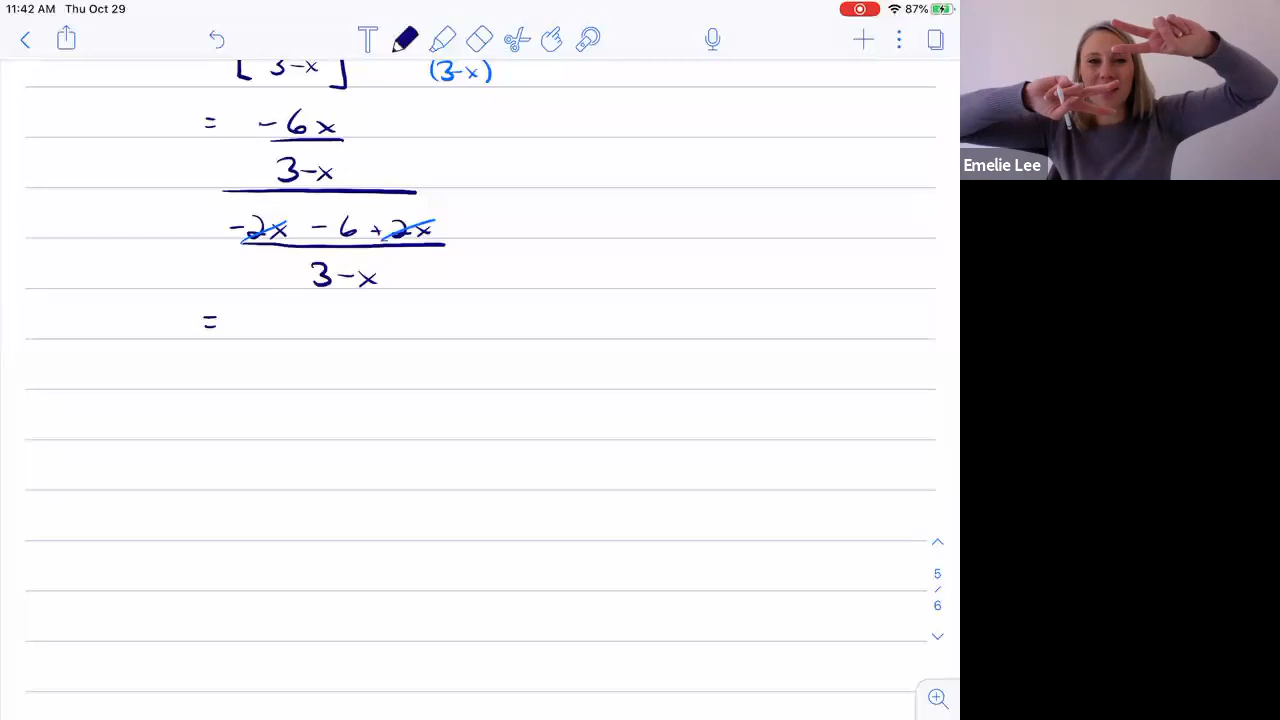 11:42 AM Thu Oct 29
87%
T
[ 3-x ] (3-x)
= -6x
3-x
-2x - 6 + 2x
3-x
=
5
/
6
Emelie Lee